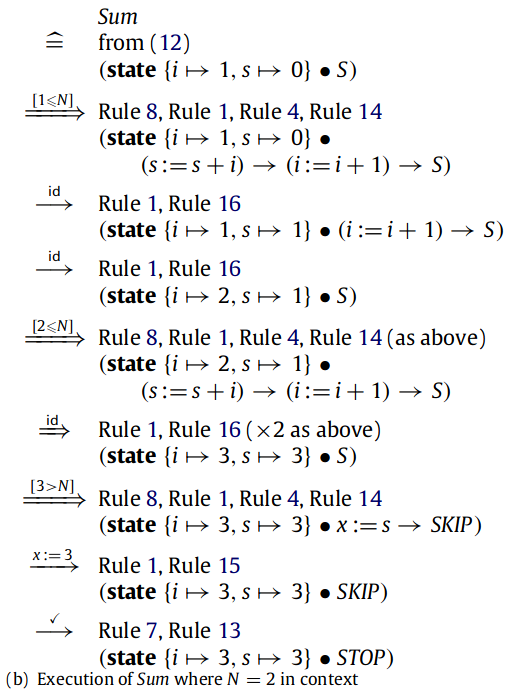 Sum
≙ from (12)
(state {i ↦ 1, s ↦ 0} • S)
[1⩽N]
⟹ Rule 8, Rule 1, Rule 4, Rule 14
(state {i ↦ 1, s ↦ 0} •
(s := s + i) → (i := i + 1) → S)
id
⟶ Rule 1, Rule 16
(state {i ↦ 1, s ↦ 1} • (i := i + 1) → S)
id
⟶ Rule 1, Rule 16
(state {i ↦ 2, s ↦ 1} • S)
[2⩽N]
⟹ Rule 8, Rule 1, Rule 4, Rule 14 (as above)
(state {i ↦ 2, s ↦ 1} •
(s := s + i) → (i := i + 1) → S)
id
⇒ Rule 1, Rule 16 (×2 as above)
(state {i ↦ 3, s ↦ 3} • S)
[3>N]
⟹ Rule 8, Rule 1, Rule 4, Rule 14
(state {i ↦ 3, s ↦ 3} • x := s → SKIP)
x := 3
⟶ Rule 1, Rule 15
(state {i ↦ 3, s ↦ 3} • SKIP)
✓
⟶ Rule 7, Rule 13
(state {i ↦ 3, s ↦ 3} • STOP)
(b) Execution of Sum where N = 2 in context